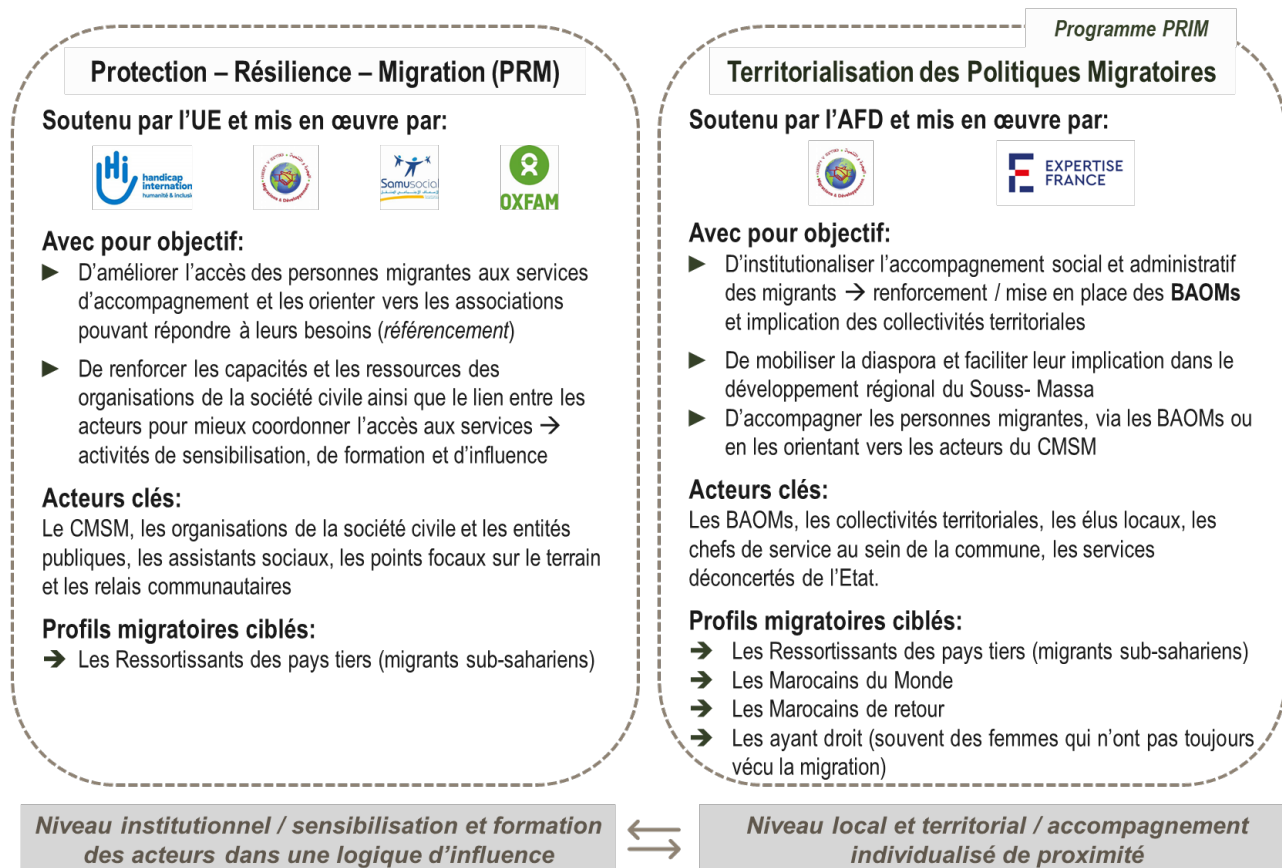 Protection – Résilience – Migration (PRM)
Soutenu par l'UE et mis en œuvre par:
Hi
handicap
internation
humanité & inclusi
Samusocial
OXFAM
Avec pour objectif:
► D'améliorer l'accès des personnes migrantes aux services
d'accompagnement et les orienter vers les associations
pouvant répondre à leurs besoins (référencement)
► De renforcer les capacités et les ressources des
organisations de la société civile ainsi que le lien entre les
acteurs pour mieux coordonner l'accès aux services →
activités de sensibilisation, de formation et d'influence
Acteurs clés:
Le CMSM, les organisations de la société civile et les entités
publiques, les assistants sociaux, les points focaux sur le terrain
et les relais communautaires
Profils migratoires ciblés:
➔ Les Ressortissants des pays tiers (migrants sub-sahariens)
Niveau institutionnel / sensibilisation et formation
des acteurs dans une logique d'influence
Programme PRIM
Territorialisation des Politiques Migratoires
Soutenu par l'AFD et mis en œuvre par:
EXPERTISE
FRANCE
Avec pour objectif:
► D'institutionaliser l'accompagnement social et administratif
des migrants → renforcement / mise en place des BAOMs
et implication des collectivités territoriales
► De mobiliser la diaspora et faciliter leur implication dans le
développement régional du Souss- Massa
► D'accompagner les personnes migrantes, via les BAOMs ou
en les orientant vers les acteurs du CMSM
Acteurs clés:
Les BAOMs, les collectivités territoriales, les élus locaux, les
chefs de service au sein de la commune, les services
déconcertés de l'Etat.
Profils migratoires ciblés:
➔ Les Ressortissants des pays tiers (migrants sub-sahariens)
➔ Les Marocains du Monde
➔ Les Marocains de retour
➔ Les ayant droit (souvent des femmes qui n'ont pas toujours
vécu la migration)
Niveau local et territorial / accompagnement
individualisé de proximité